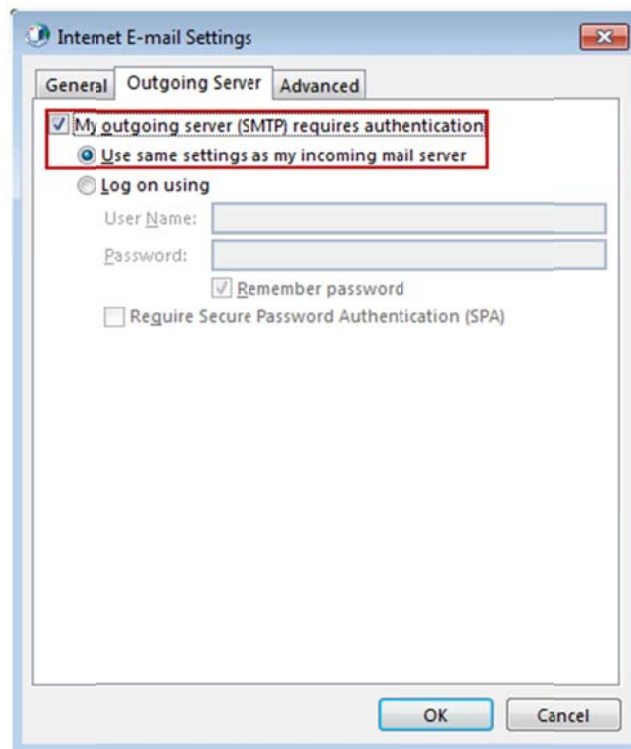 Internet E-mail Settings
General Outgoing Server Advanced
My outgoing server (SMTP) requires authentication
Use same settings as my incoming mail server
Log on using
User Name:
Password:
Remember password
Require Secure Password Authentication (SPA)
OK Cancel